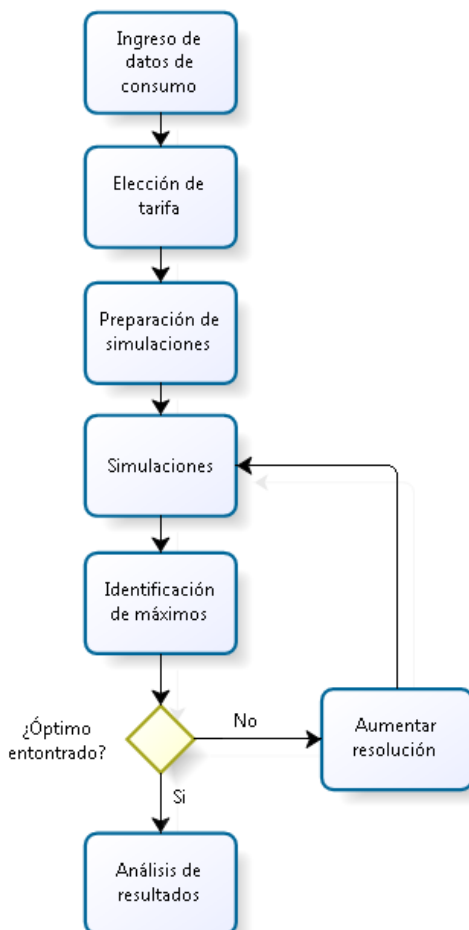 Ingreso de
datos de
consumo
Elección de
tarifa
Preparación de
simulaciones
Simulaciones
Identificación
de máximos
¿Óptimo
entontrado?
No
Aumentar
resolución
Si
Análisis de
resultados